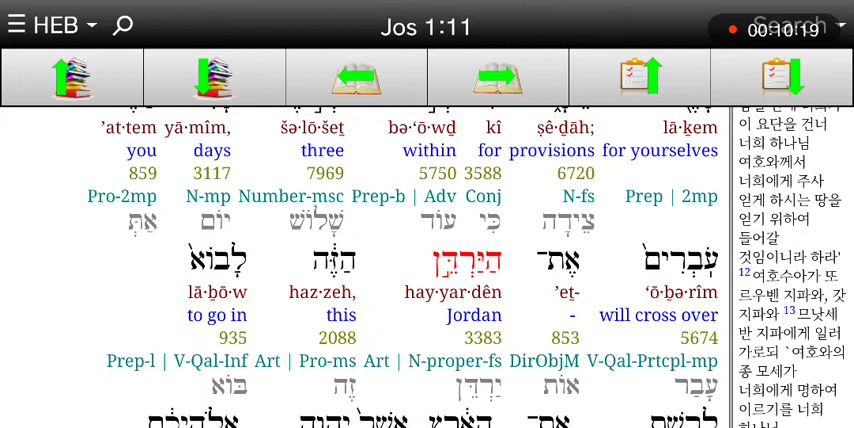 ☰ HEB Jos 1:11 Search
00:10:19
’at·tem yā·mîm, šə·lō·šeṯ bə·‘ō·wḏ kî ṣê·ḏāh; lā·ḵem
you days three within for provisions for yourselves
859 3117 7969 5750 3588 6720
Pro-2mp N-mp Number-msc Prep-b | Adv Conj N-fs Prep | 2mp
צֵידָה כִּי עוֹד שָׁלוֹשׁ יוֹם אַתְּ
עֹֽבְרִים֙ אֶת־ הַיַּרְדֵּ֣ן הַזֶּ֔ה לָבוֹא֙
lā·ḇō·w haz·zeh, hay·yar·dên ’eṯ- ‘ō·ḇə·rîm
to go in this Jordan - will cross over
935 2088 3383 853 5674
Prep-l | V-Qal-Inf Art | Pro-ms Art | N-proper-fs DirObjM V-Qal-Prtcpl-mp
עָבַר אוֹת יַרְדֵּן זֶה בּוֹא
이 요단을 건너
너희 하나님
여호와께서
너희에게 주사
얻게 하시는 땅을
얻기 위하여
들어갈
것임이니라 하라'
12 여호수아가 또
르우벤 지파와, 갓
지파와 13 므낫세
반 지파에게 일러
가로되 `여호와의
종 모세가
너희에게 명하여
이르기를 너희